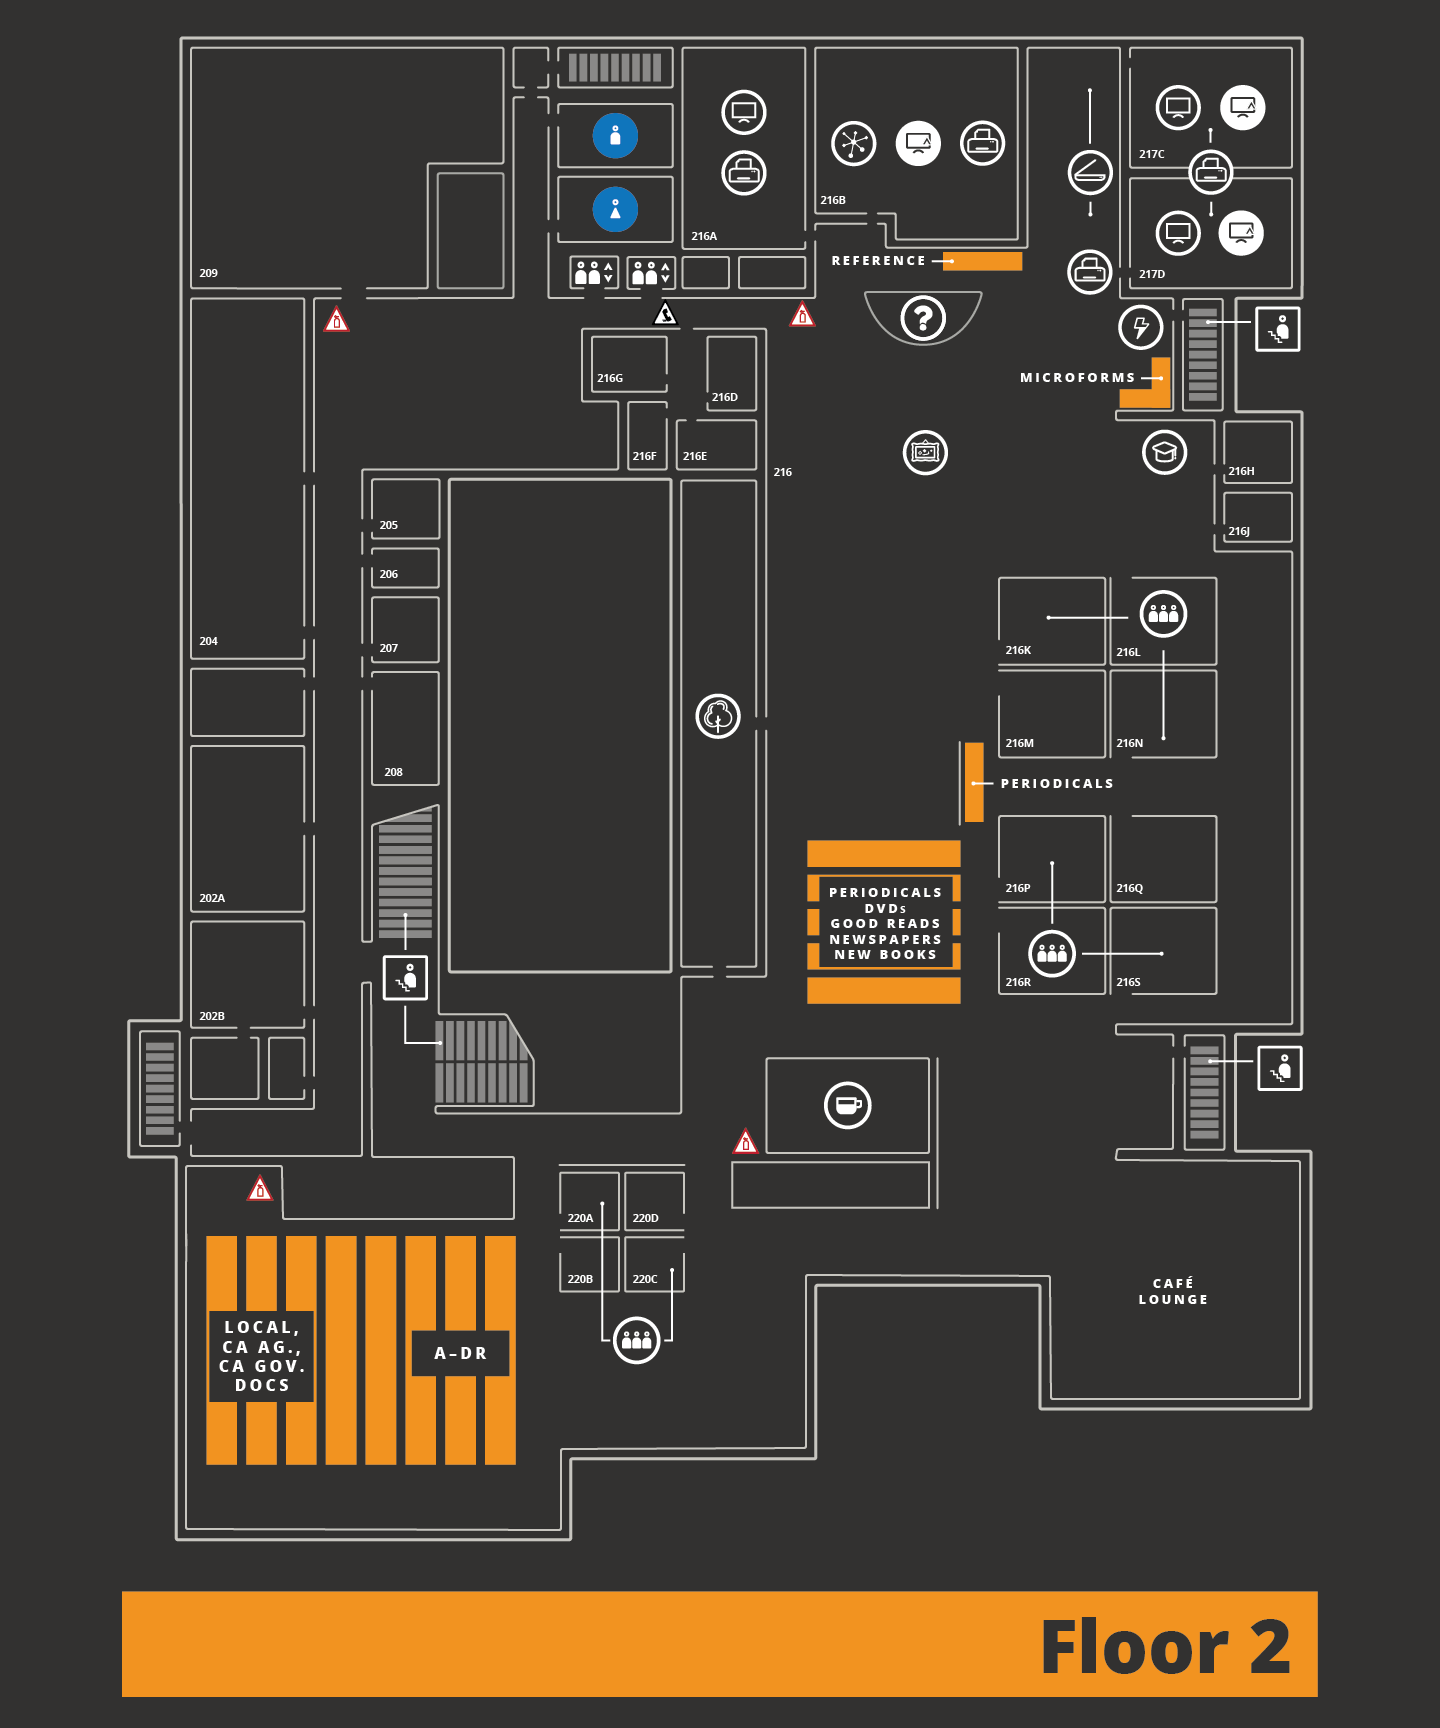 217C
216B
216A
REFERENCE
209
217D
?
216G
MICROFORMS
216D
216F
216E
216
216H
205
216J
206
204
207
216K
216L
216M
216N
208
PERIODICALS
216P
216Q
PERIODICALS
DVDs
GOOD READS
NEWSPAPERS
NEW BOOKS
202A
216R
216S
202B
220A
220D
220B
220C
CAFÉ
LOUNGE
LOCAL,
CA AG.,
CA GOV.
DOCS
A–DR
Floor 2